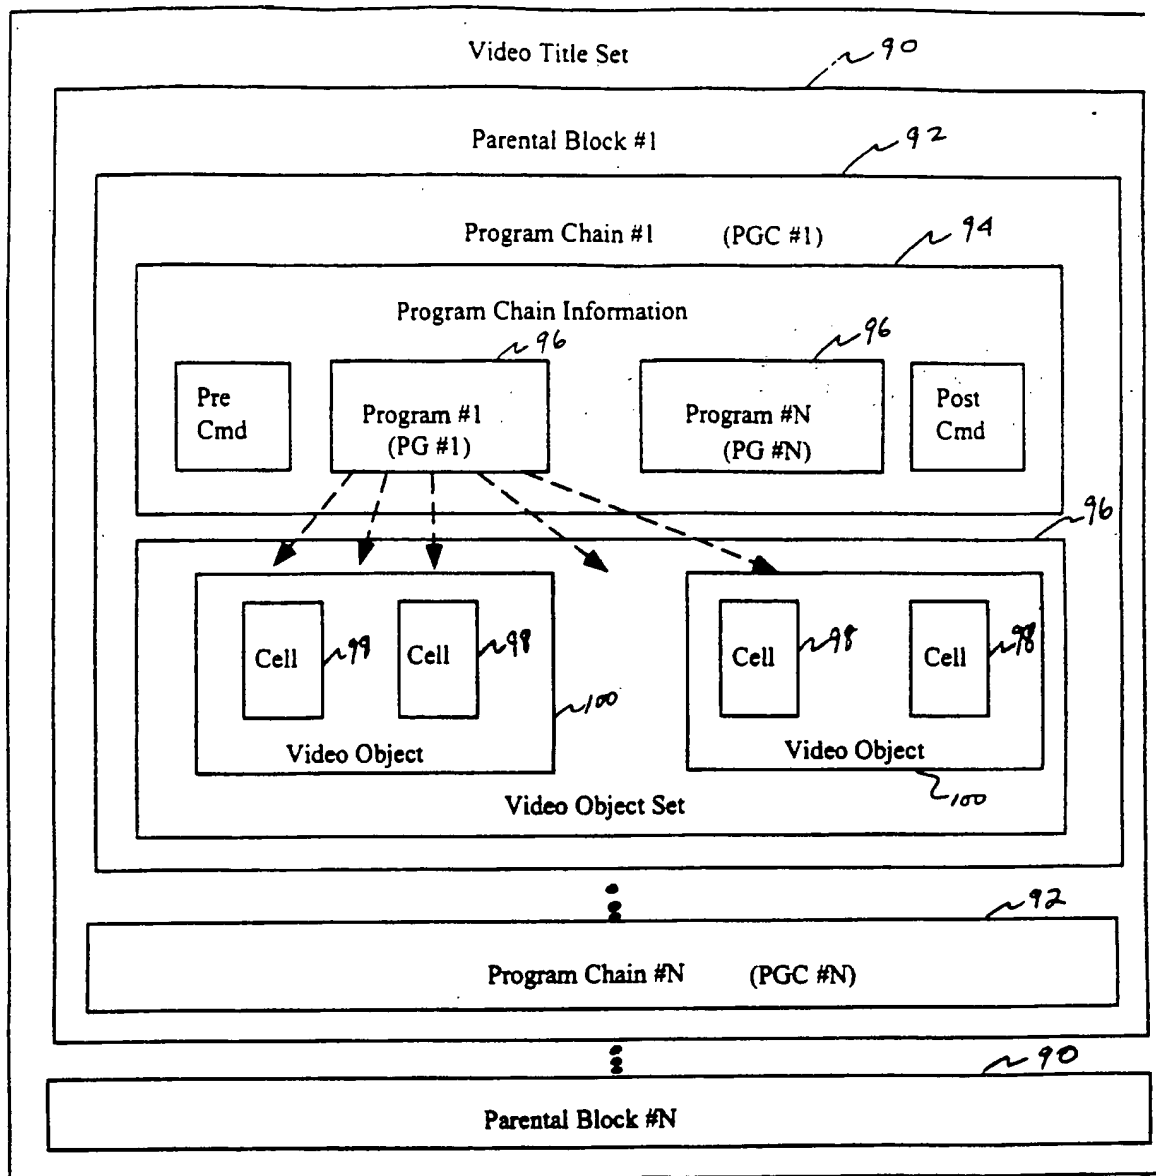 Video Title Set
90
Parental Block #1
92
Program Chain #1 (PGC #1)
94
Program Chain Information
96
96
Pre
Cmd
Program #1
(PG #1)
Program #N
(PG #N)
Post
Cmd
96
Cell
98
Cell
98
Cell
98
Cell
98
100
Video Object
Video Object
100
Video Object Set
92
Program Chain #N (PGC #N)
90
Parental Block #N